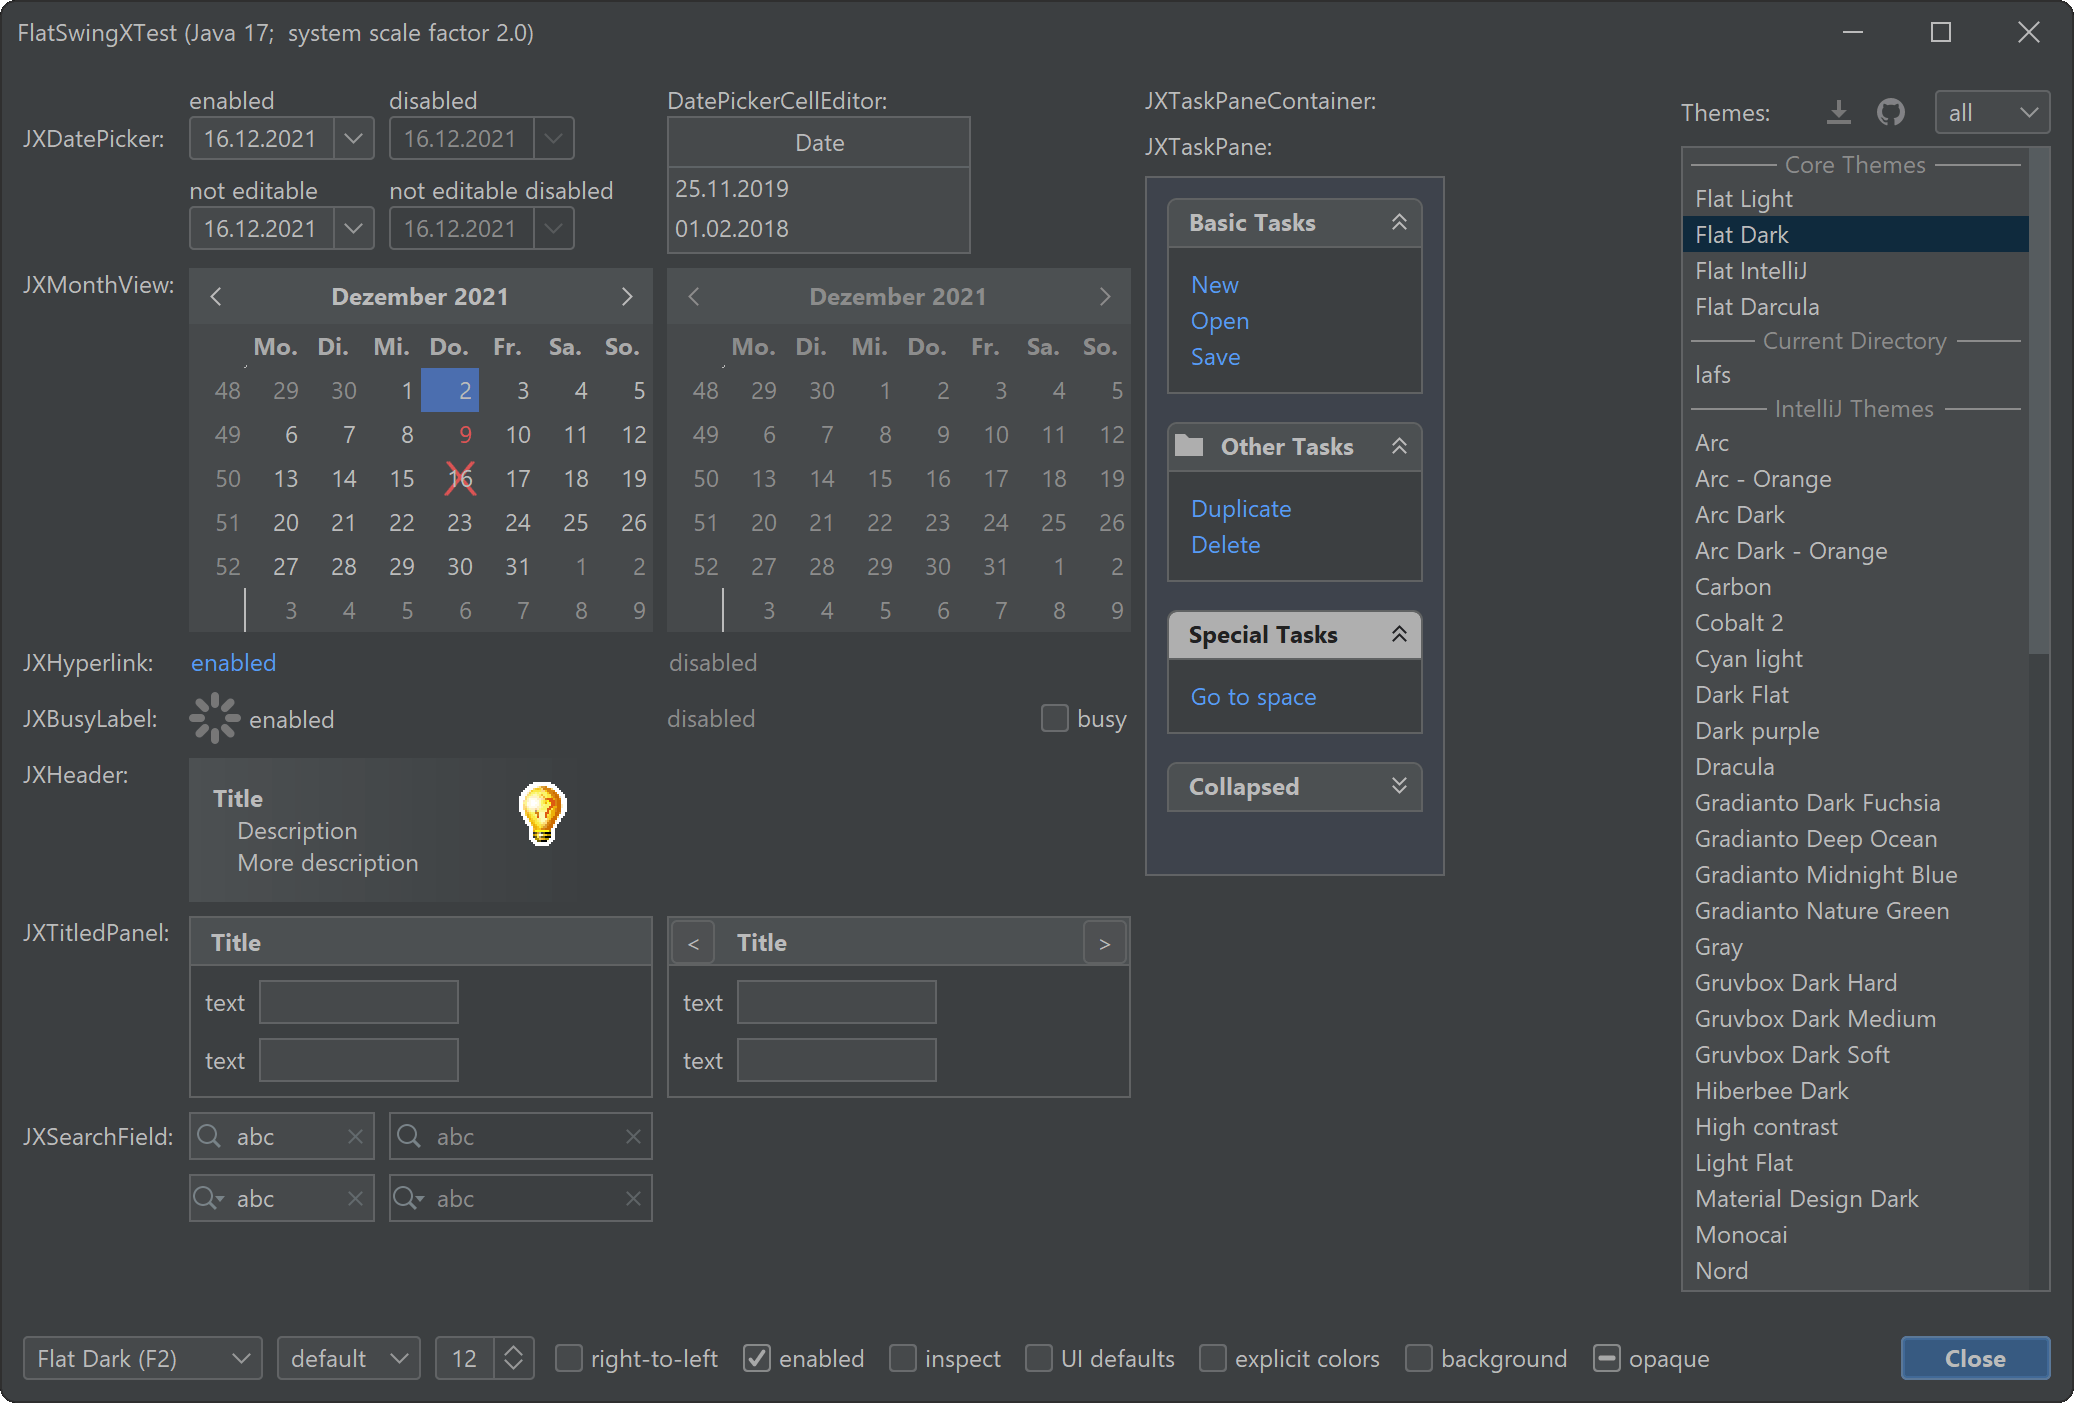 FlatSwingXTest (Java 17;  system scale factor 2.0)
enabled disabled
JXDatePicker: 16.12.2021 16.12.2021
not editable not editable disabled
16.12.2021 16.12.2021
DatePickerCellEditor:
Date
25.11.2019
01.02.2018
JXMonthView:
Dezember 2021
Mo. Di. Mi. Do. Fr. Sa. So.
48 29 30 1 2 3 4 5
49 6 7 8 9 10 11 12
50 13 14 15 16 17 18 19
51 20 21 22 23 24 25 26
52 27 28 29 30 31 1 2
3 4 5 6 7 8 9
Dezember 2021
Mo. Di. Mi. Do. Fr. Sa. So.
48 29 30 1 2 3 4 5
49 6 7 8 9 10 11 12
50 13 14 15 16 17 18 19
51 20 21 22 23 24 25 26
52 27 28 29 30 31 1 2
3 4 5 6 7 8 9
JXHyperlink: enabled disabled
JXBusyLabel: enabled disabled busy
JXHeader:
Title
Description
More description
JXTitledPanel:
Title
text
text
< Title >
text
text
JXSearchField: abc abc
abc abc
JXTaskPaneContainer:
JXTaskPane:
Basic Tasks
New
Open
Save
Other Tasks
Duplicate
Delete
Special Tasks
Go to space
Collapsed
Themes: all
Core Themes
Flat Light
Flat Dark
Flat IntelliJ
Flat Darcula
Current Directory
lafs
IntelliJ Themes
Arc
Arc - Orange
Arc Dark
Arc Dark - Orange
Carbon
Cobalt 2
Cyan light
Dark Flat
Dark purple
Dracula
Gradianto Dark Fuchsia
Gradianto Deep Ocean
Gradianto Midnight Blue
Gradianto Nature Green
Gray
Gruvbox Dark Hard
Gruvbox Dark Medium
Gruvbox Dark Soft
Hiberbee Dark
High contrast
Light Flat
Material Design Dark
Monocai
Nord
Flat Dark (F2) default 12 right-to-left enabled inspect UI defaults explicit colors background opaque Close